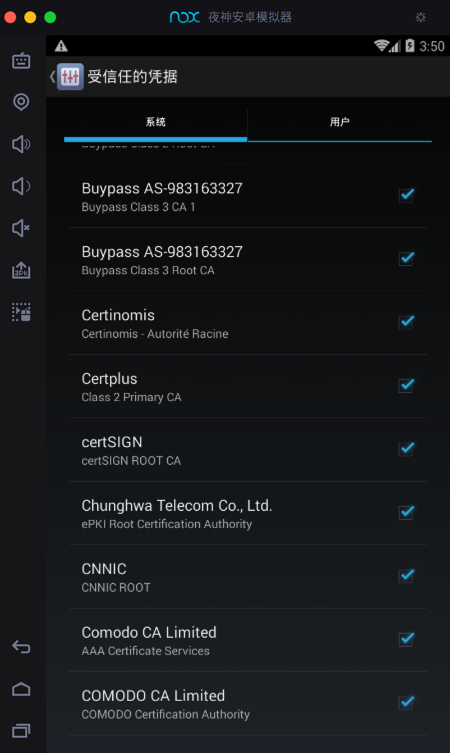 nox 夜神安卓模拟器
3:50
受信任的凭据
系统
用户
Buypass AS-983163327
Buypass Class 3 CA 1
Buypass AS-983163327
Buypass Class 3 Root CA
Certinomis
Certinomis - Autorité Racine
Certplus
Class 2 Primary CA
certSIGN
certSIGN ROOT CA
Chunghwa Telecom Co., Ltd.
ePKI Root Certification Authority
CNNIC
CNNIC ROOT
Comodo CA Limited
AAA Certificate Services
COMODO CA Limited
COMODO Certification Authority